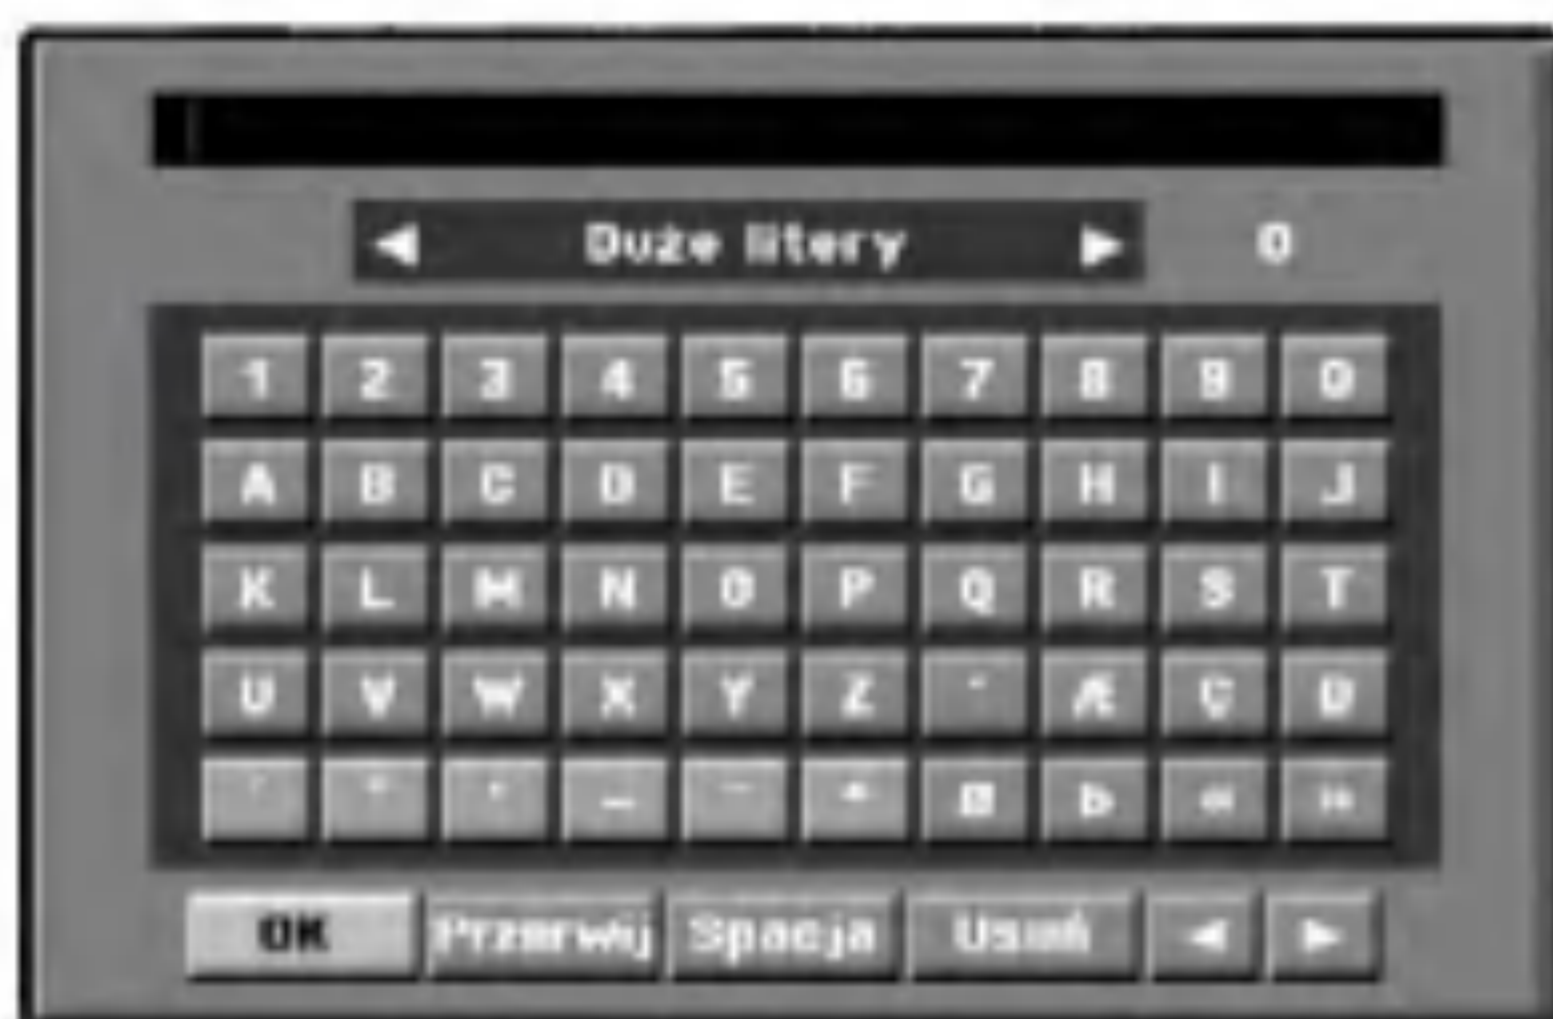 ◀ Duże litery ▶ 0
1 2 3 4 5 6 7 8 9 0
A B C D E F G H I J
K L M N O P Q R S T
U V W X Y Z Æ Ç
OK Przerwij Spacja Usuń ◀ ▶